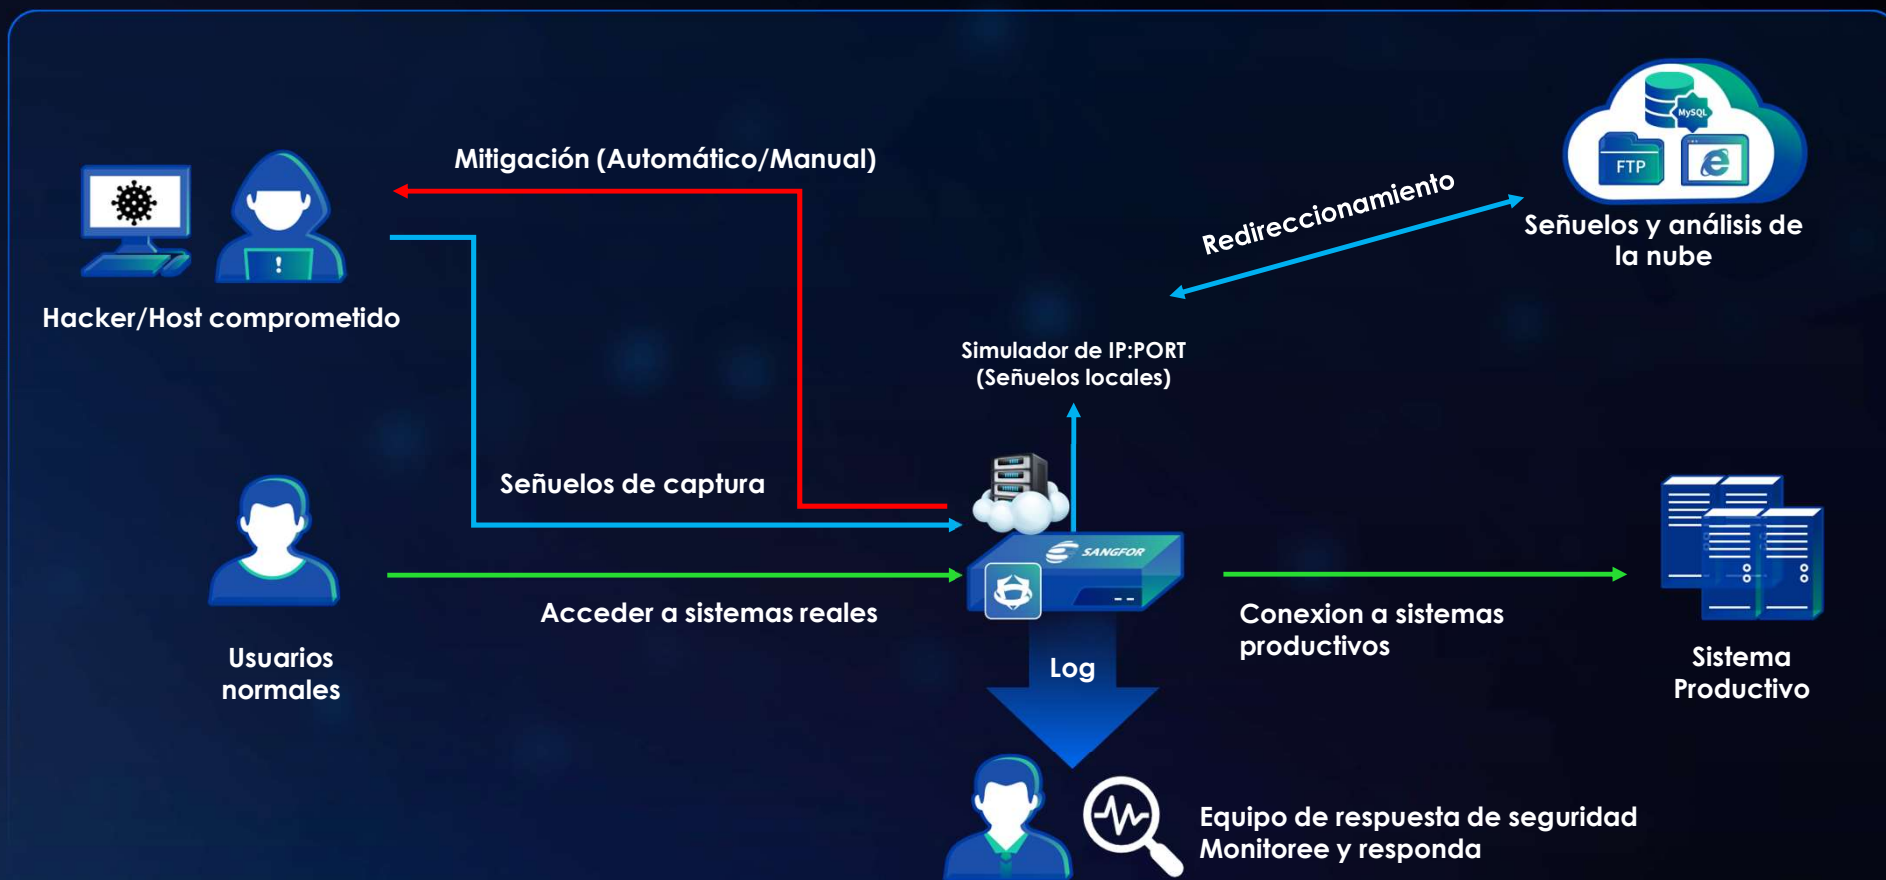 MySQL
FTP
Mitigación (Automático/Manual)
Redireccionamiento
Señuelos y análisis de
la nube
Hacker/Host comprometido
Simulador de IP:PORT
(Señuelos locales)
Señuelos de captura
SANGFOR
Acceder a sistemas reales
Conexion a sistemas
productivos
Usuarios
normales
Log
Sistema
Productivo
Equipo de respuesta de seguridad
Monitoree y responda